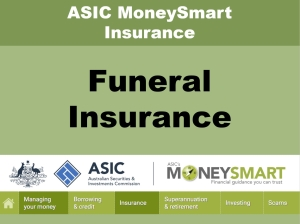 ASIC MoneySmart
Insurance
Funeral
Insurance
ASIC
Australian Securities &
Investments Commission
ASIC's
MONEYSMART
Financial guidance you can trust
Managing
your money
Borrowing
& credit
Insurance
Superannuation
& retirement
Investing
Scams